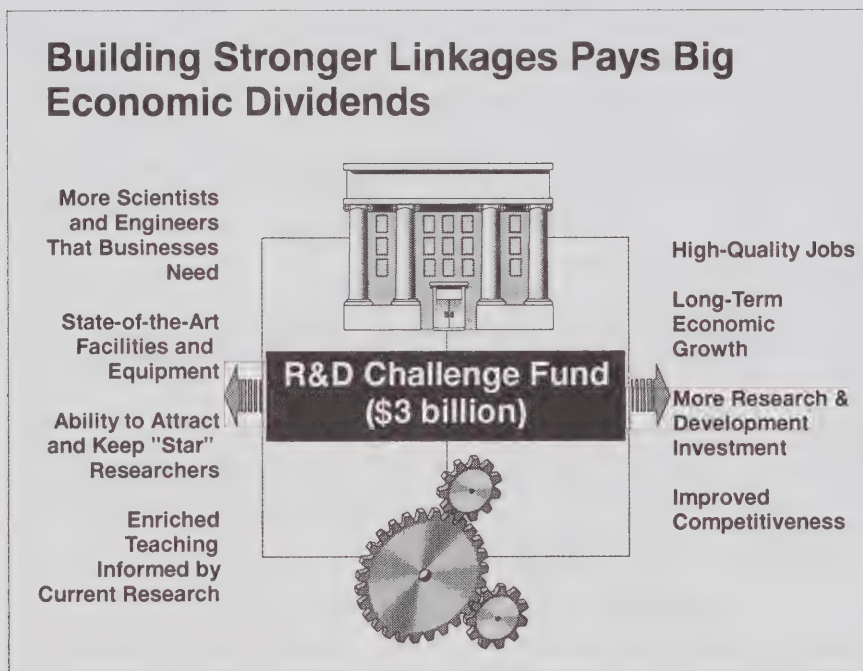 Building Stronger Linkages Pays Big
Economic Dividends
More Scientists
and Engineers
That Businesses
Need
State-of-the-Art
Facilities and
Equipment
Ability to Attract
and Keep "Star"
Researchers
Enriched
Teaching
Informed by
Current Research
R&D Challenge Fund
($3 billion)
High-Quality Jobs
Long-Term
Economic
Growth
More Research &
Development
Investment
Improved
Competitiveness